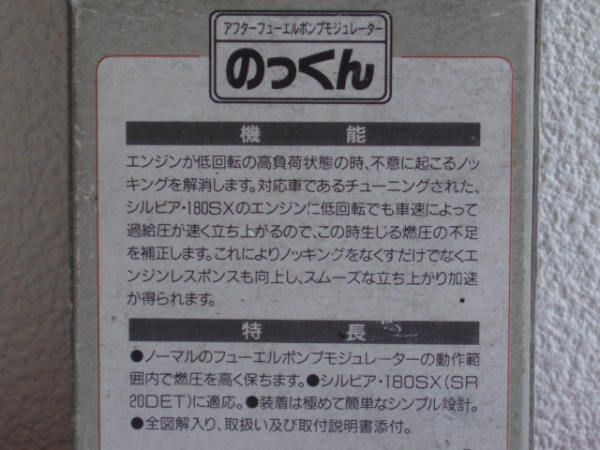 アフターフューエルポンプモジュレーター
のっくん
機能
エンジンが低回転の高負荷状態の時、不意に起こるノッ
キングを解消します。対応車であるチューニングされた、
シルビア・180SXのエンジンに低回転でも車速によって
過給圧が速く立ち上がるので、この時生じる燃圧の不足
を補正します。これによりノッキングをなくすだけでなくエ
ンジンレスポンスも向上し、スムーズな立ち上がり加速
が得られます。
特長
●ノーマルのフューエルポンプモジュレーターの動作範
囲内で燃圧を高く保ちます。●シルビア・180SX(SR
20DET)に適応。●装着は極めて簡単なシンプル設計。
●全図解入り、取扱い及び取付説明書添付。